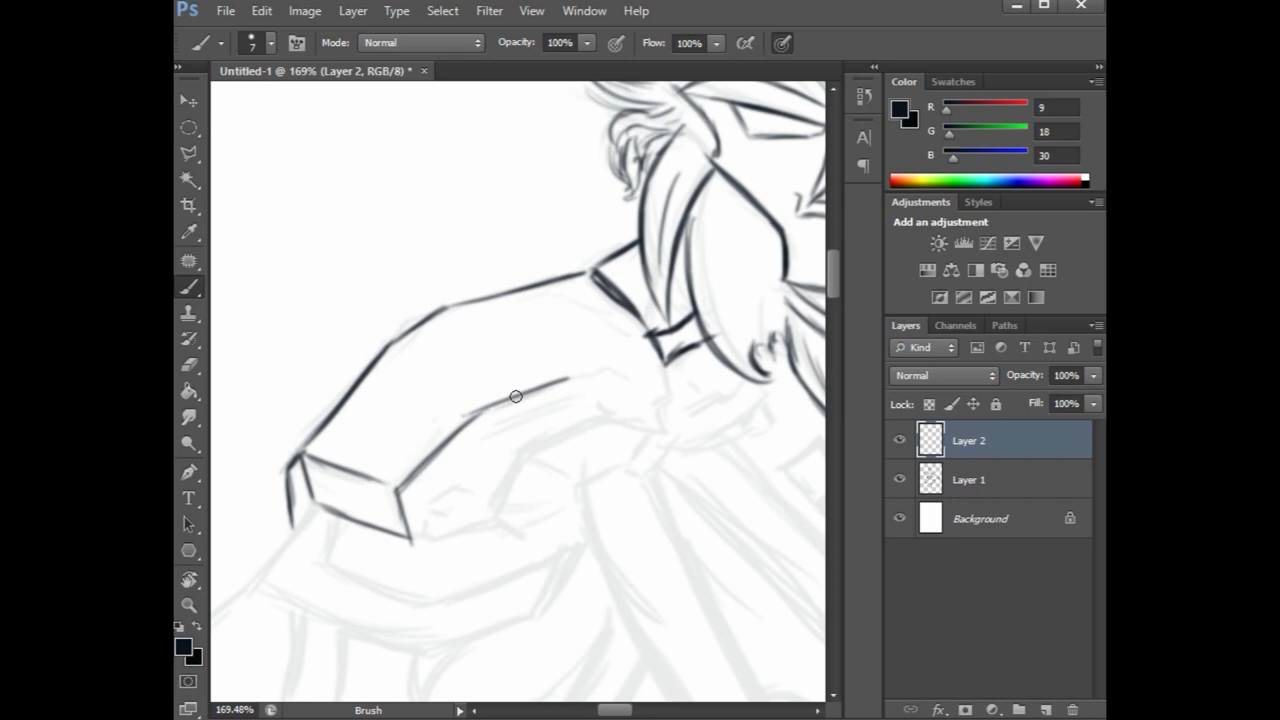 Ps File Edit Image Layer Type Select Filter View Window Help
7 Mode: Normal Opacity: 100% Flow: 100%
Untitled-1 @ 169% (Layer 2, RGB/8) * ×
Color Swatches
R 9
G 18
B 30
Adjustments Styles
Add an adjustment
Layers Channels Paths
Kind
Normal Opacity: 100%
Lock: Fill: 100%
Layer 2
Layer 1
Background
169.48% Brush